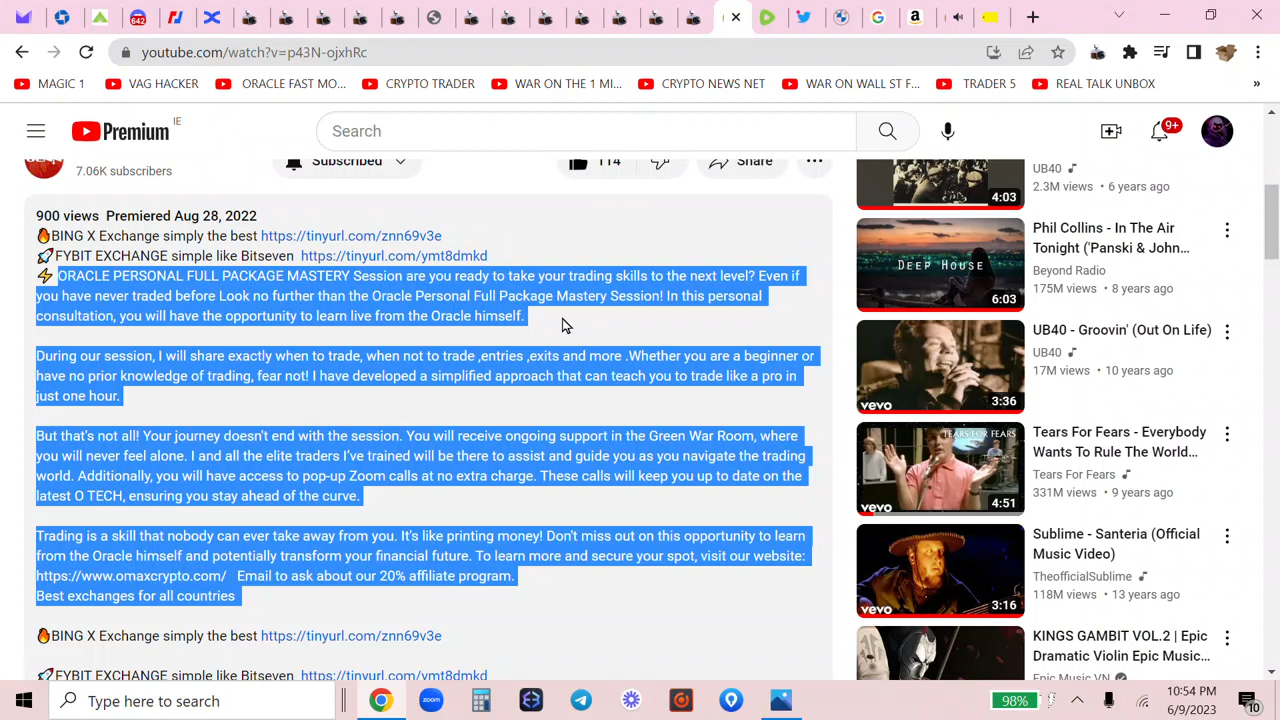 642
youtube.com/watch?v=p43N-ojxhRc
MAGIC 1
VAG HACKER
ORACLE FAST MO...
CRYPTO TRADER
WAR ON THE 1 MI...
CRYPTO NEWS NET
WAR ON WALL ST F...
TRADER 5
REAL TALK UNBOX
»
Premium IE
Search
9+
7.06K subscribers
Subscribed
114
Share
900 views Premiered Aug 28, 2022
🔥BING X Exchange simply the best https://tinyurl.com/znn69v3e
🚀FYBIT EXCHANGE simple like Bitseven https://tinyurl.com/ymt8dmkd
⚡ORACLE PERSONAL FULL PACKAGE MASTERY Session are you ready to take your trading skills to the next level? Even if
you have never traded before Look no further than the Oracle Personal Full Package Mastery Session! In this personal
consultation, you will have the opportunity to learn live from the Oracle himself.
During our session, I will share exactly when to trade, when not to trade ,entries ,exits and more .Whether you are a beginner or
have no prior knowledge of trading, fear not! I have developed a simplified approach that can teach you to trade like a pro in
just one hour.
But that's not all! Your journey doesn't end with the session. You will receive ongoing support in the Green War Room, where
you will never feel alone. I and all the elite traders I've trained will be there to assist and guide you as you navigate the trading
world. Additionally, you will have access to pop-up Zoom calls at no extra charge. These calls will keep you up to date on the
latest O TECH, ensuring you stay ahead of the curve.
Trading is a skill that nobody can ever take away from you. It's like printing money! Don't miss out on this opportunity to learn
from the Oracle himself and potentially transform your financial future. To learn more and secure your spot, visit our website:
https://www.omaxcrypto.com/ Email to ask about our 20% affiliate program.
Best exchanges for all countries
🔥BING X Exchange simply the best https://tinyurl.com/znn69v3e
🚀FYBIT EXCHANGE simple like Bitseven https://tinyurl.com/ymt8dmkd
4:03
UB40
2.3M views • 6 years ago
DEEP HOUSE
6:03
Phil Collins - In The Air
Tonight ('Panski & John...
Beyond Radio
175M views • 8 years ago
vevo
3:36
UB40 - Groovin' (Out On Life)
UB40
17M views • 10 years ago
TEARS FOR FEARS
vevo
4:51
Tears For Fears - Everybody
Wants To Rule The World...
Tears For Fears
331M views • 9 years ago
vevo
3:16
Sublime - Santeria (Official
Music Video)
TheofficialSublime
118M views • 13 years ago
KINGS GAMBIT VOL.2 | Epic
Dramatic Violin Epic Music...
Epic Music VN
Type here to search
zoom
98%
10:54 PM
6/9/2023
10